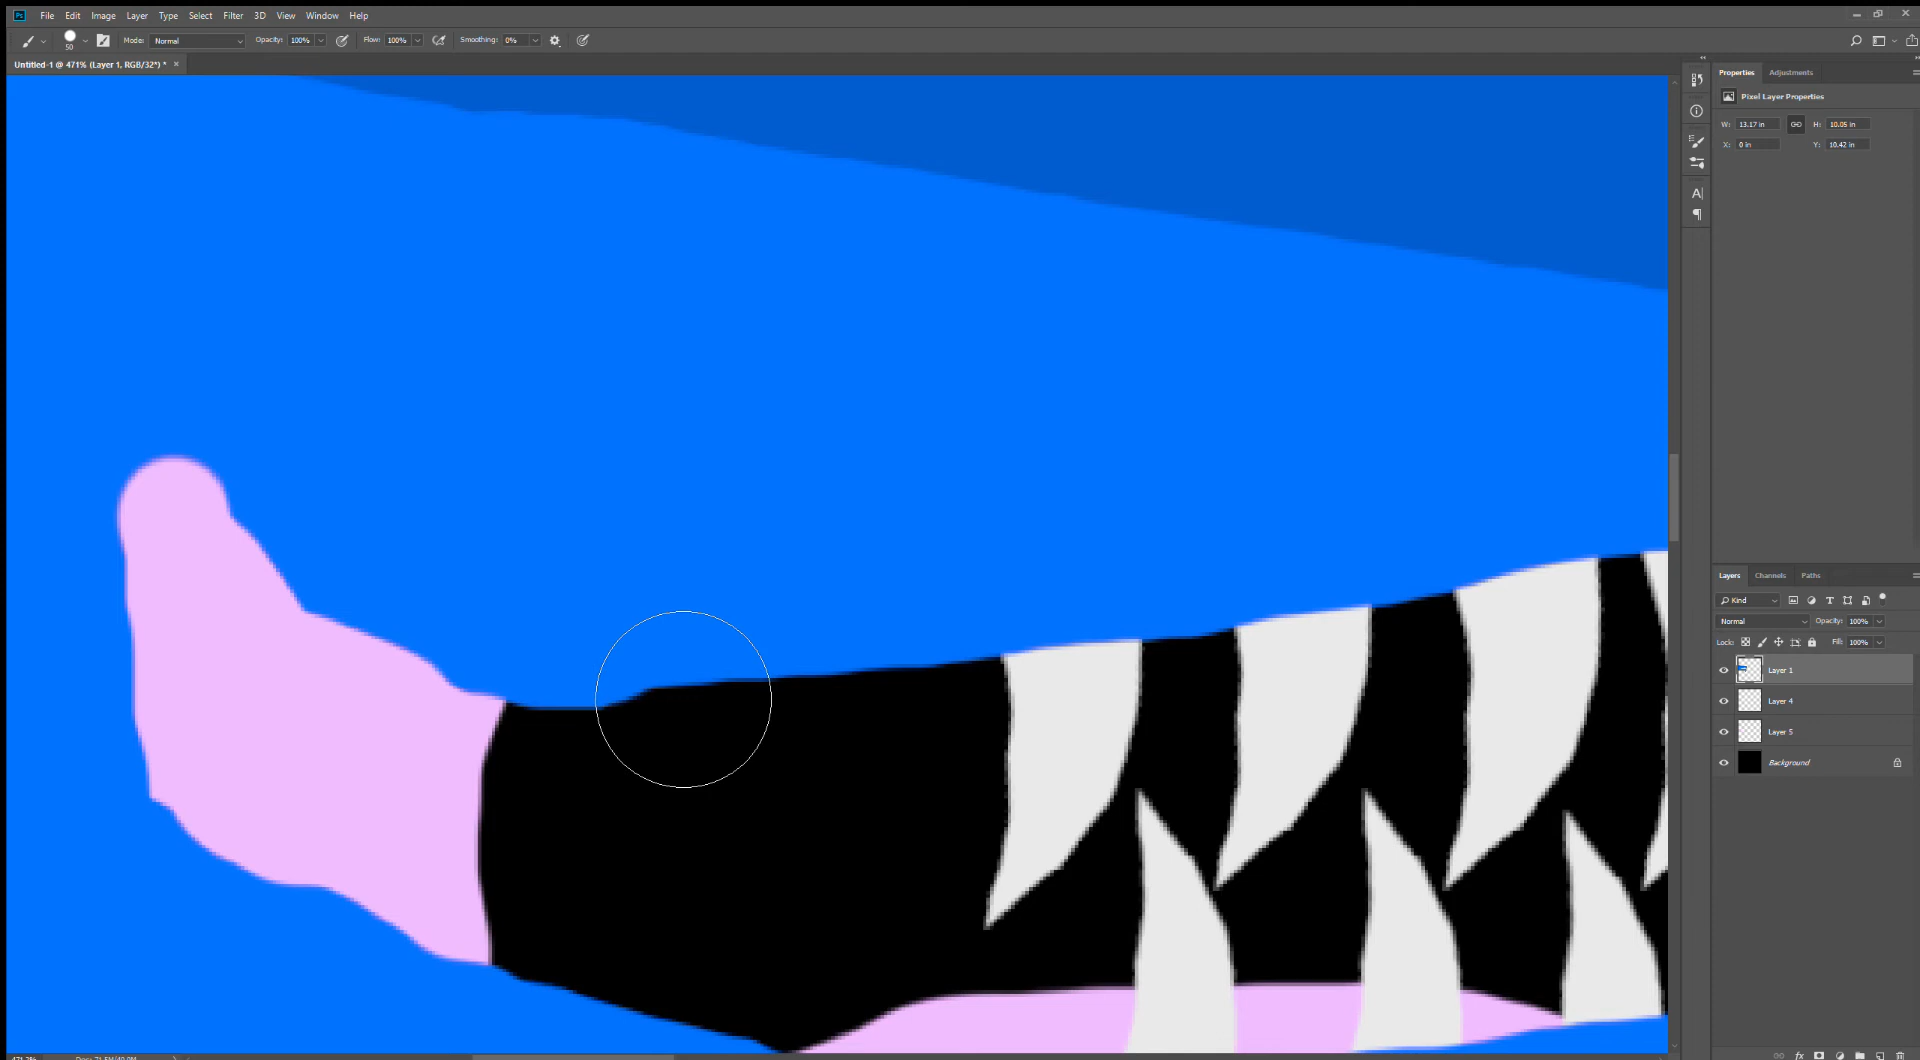 Ps File Edit Image Layer Type Select Filter 3D View Window Help
50 Mode: Normal Opacity: 100% Flow: 100% Smoothing: 0%
Untitled-1 @ 471% (Layer 1, RGB/32*) * ×
Properties Adjustments
Pixel Layer Properties
W: 13.17 in H: 10.05 in
X: 0 in Y: 10.42 in
A|
Layers Channels Paths
Kind T
Normal Opacity: 100%
Lock: Fill: 100%
Layer 1
Layer 4
Layer 5
Background
fx